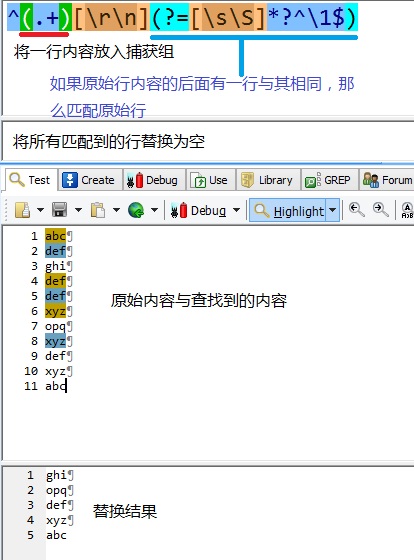 ^(.+)[\r\n](?=[\s\S]*?^\1$)
将一行内容放入捕获组
如果原始行内容的后面有一行与其相同，那
么匹配原始行
将所有匹配到的行替换为空
Test Create Debug Use Library GREP Forum
Debug Highlight
1 abc¶
2 def¶
3 ghi¶
4 def¶
5 def¶
6 xyz¶
7 opq¶
8 xyz¶
9 def¶
10 xyz¶
11 abc
原始内容与查找到的内容
1 ghi¶
2 opq¶
3 def¶
4 xyz¶
5 abc
替换结果